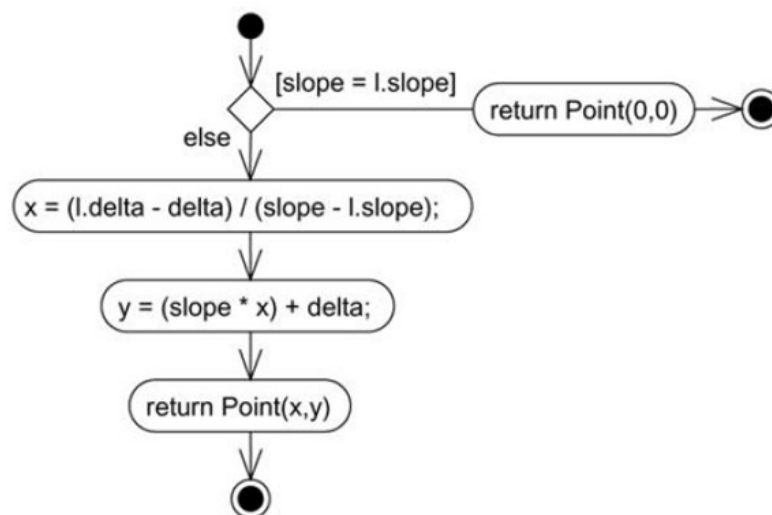 [slope = l.slope]
return Point(0,0)
else
x = (l.delta - delta) / (slope - l.slope);
y = (slope * x) + delta;
return Point(x,y)